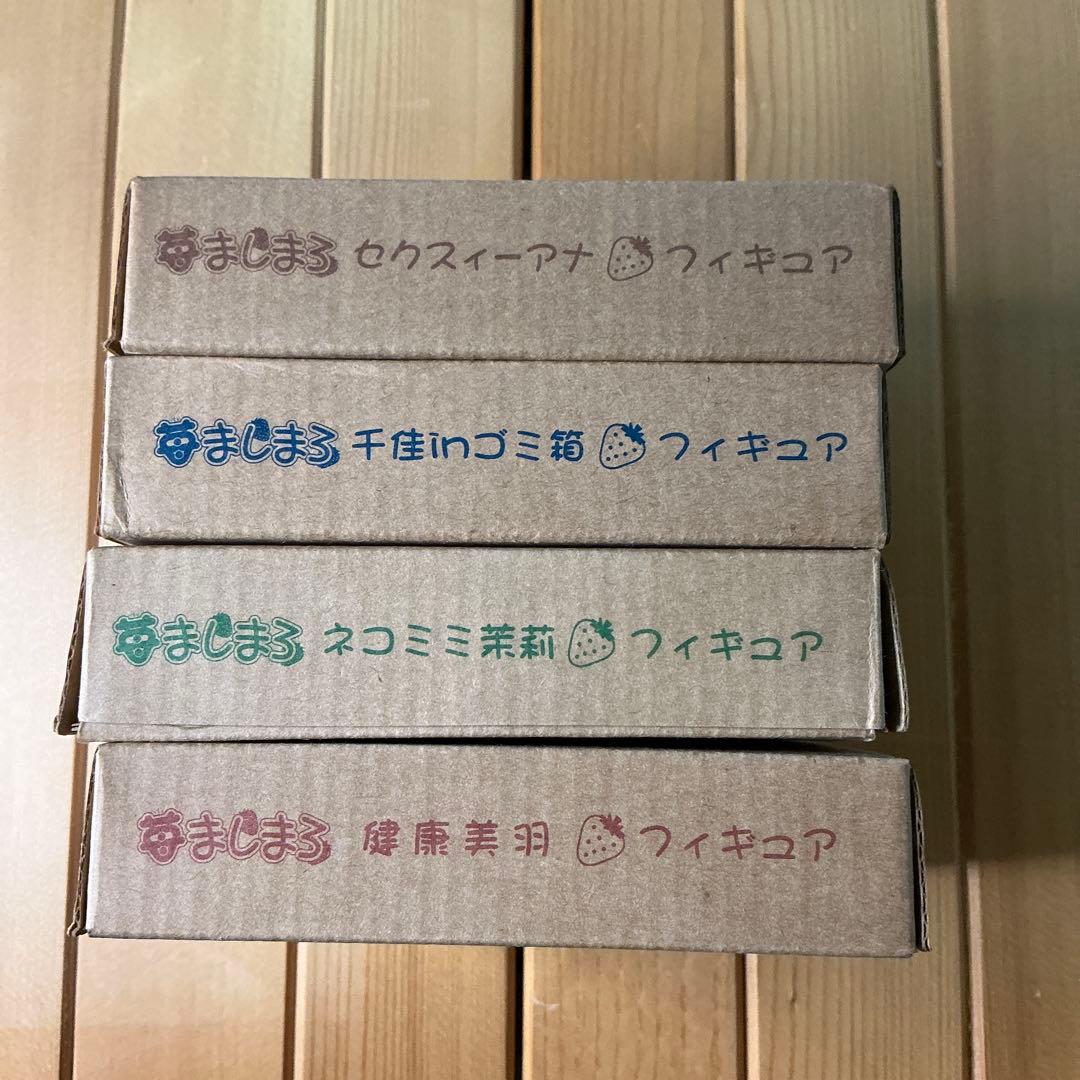 苺ましまろ セクスィーアナ フィギュア
苺ましまろ 千佳inゴミ箱 フィギュア
苺ましまろ ネコミミ茉莉 フィギュア
苺ましまろ 健康美羽 フィギュア